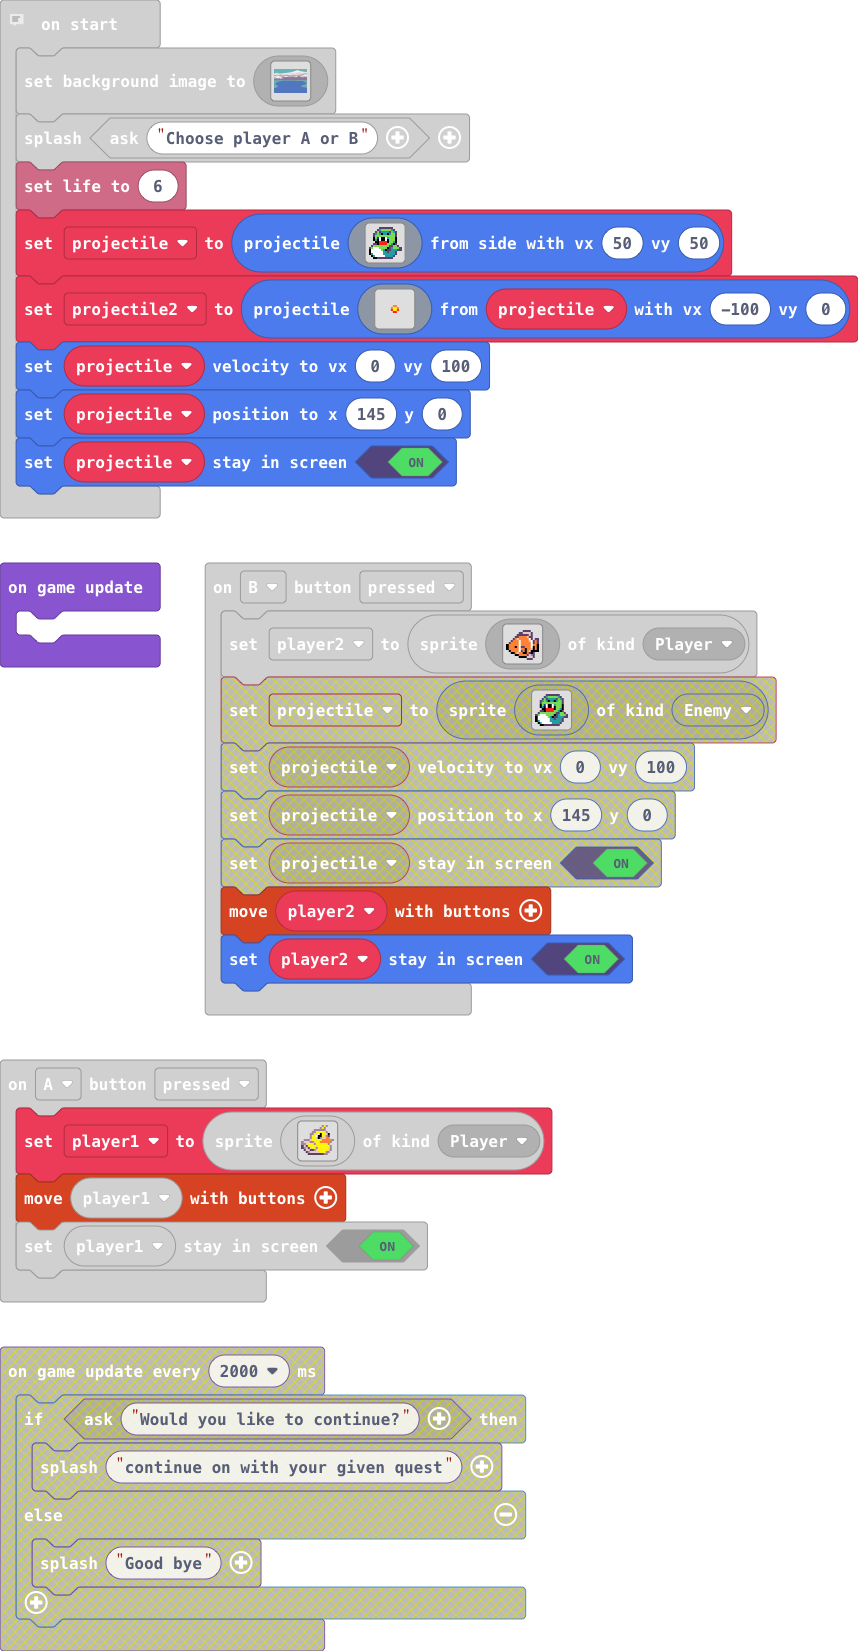 on start
set background image to
splash ask "Choose player A or B"
set life to 6
set projectile to projectile from side with vx 50 vy 50
set projectile2 to projectile from projectile with vx -100 vy 0
set projectile velocity to vx 0 vy 100
set projectile position to x 145 y 0
set projectile stay in screen ON
on game update
on B button pressed
set player2 to sprite of kind Player
set projectile to sprite of kind Enemy
set projectile velocity to vx 0 vy 100
set projectile position to x 145 y 0
set projectile stay in screen ON
move player2 with buttons
set player2 stay in screen ON
on A button pressed
set player1 to sprite of kind Player
move player1 with buttons
set player1 stay in screen ON
on game update every 2000 ms
if ask "Would you like to continue?" then
splash "continue on with your given quest"
else
splash "Good bye"